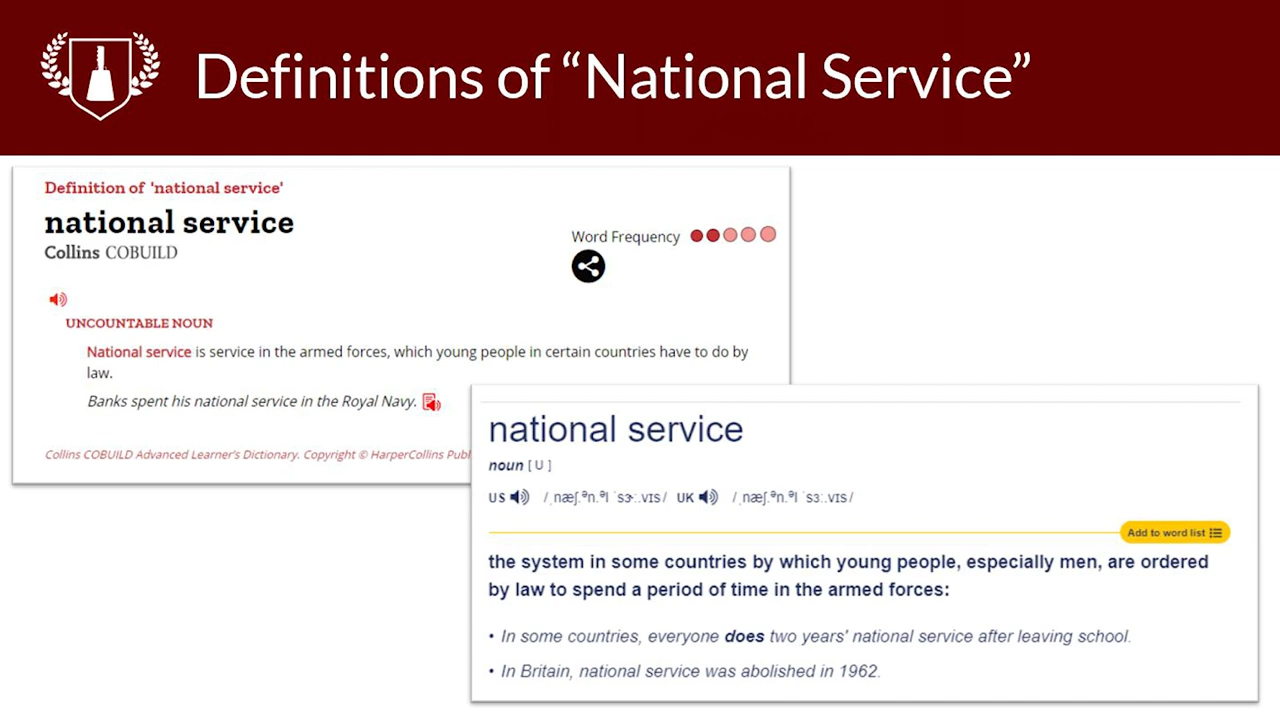 Definitions of “National Service”
Definition of 'national service'
national service
Collins COBUILD
Word Frequency
UNCOUNTABLE NOUN
National service is service in the armed forces, which young people in certain countries have to do by
law.
Banks spent his national service in the Royal Navy.
Collins COBUILD Advanced Learner's Dictionary. Copyright © HarperCollins Publ
national service
noun [ U ]
US /ˌnæʃ.ᵊn.ᵊl ˈsɝː.vɪs/ UK /ˌnæʃ.ᵊn.ᵊl ˈsɜː.vɪs/
Add to word list
the system in some countries by which young people, especially men, are ordered
by law to spend a period of time in the armed forces:
• In some countries, everyone does two years' national service after leaving school.
• In Britain, national service was abolished in 1962.